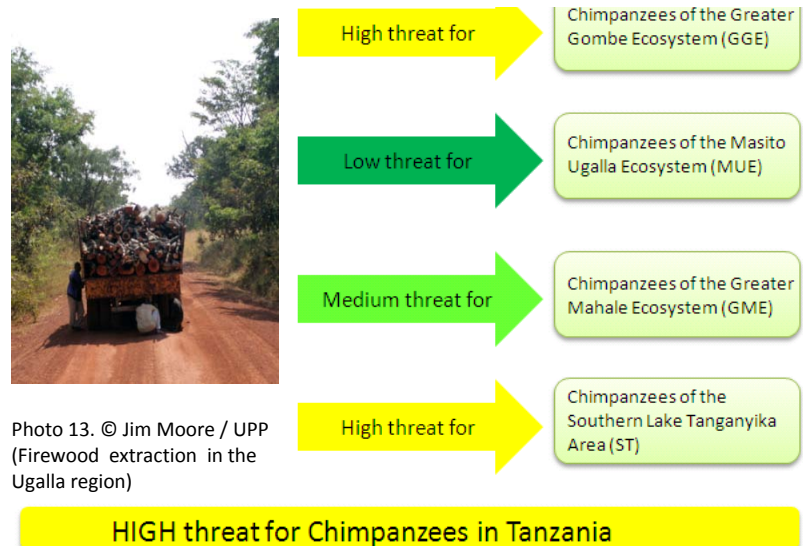 High threat for
Chimpanzees of the Greater
Gombe Ecosystem (GGE)
Low threat for
Chimpanzees of the Masito
Ugalla Ecosystem (MUE)
Medium threat for
Chimpanzees of the Greater
Mahale Ecosystem (GME)
High threat for
Chimpanzees of the
Southern Lake Tanganyika
Area (ST)
Photo 13. © Jim Moore / UPP
(Firewood extraction in the
Ugalla region)
HIGH threat for Chimpanzees in Tanzania